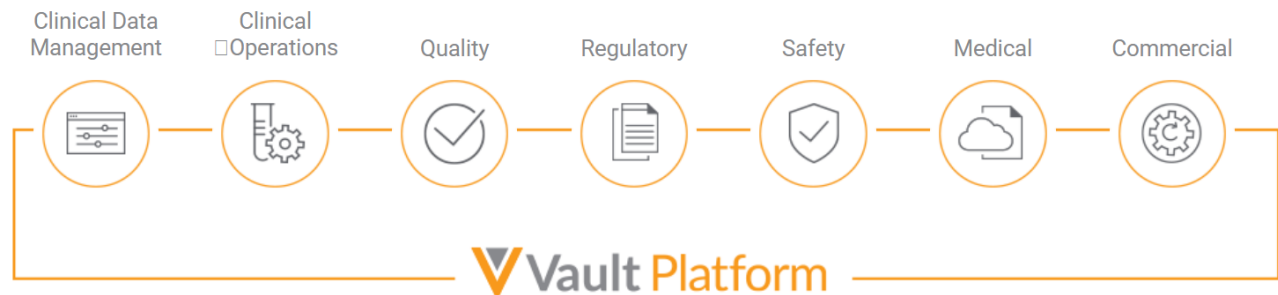 Clinical Data
Management
Clinical
□Operations
Quality
Regulatory
Safety
Medical
Commercial
Vault Platform